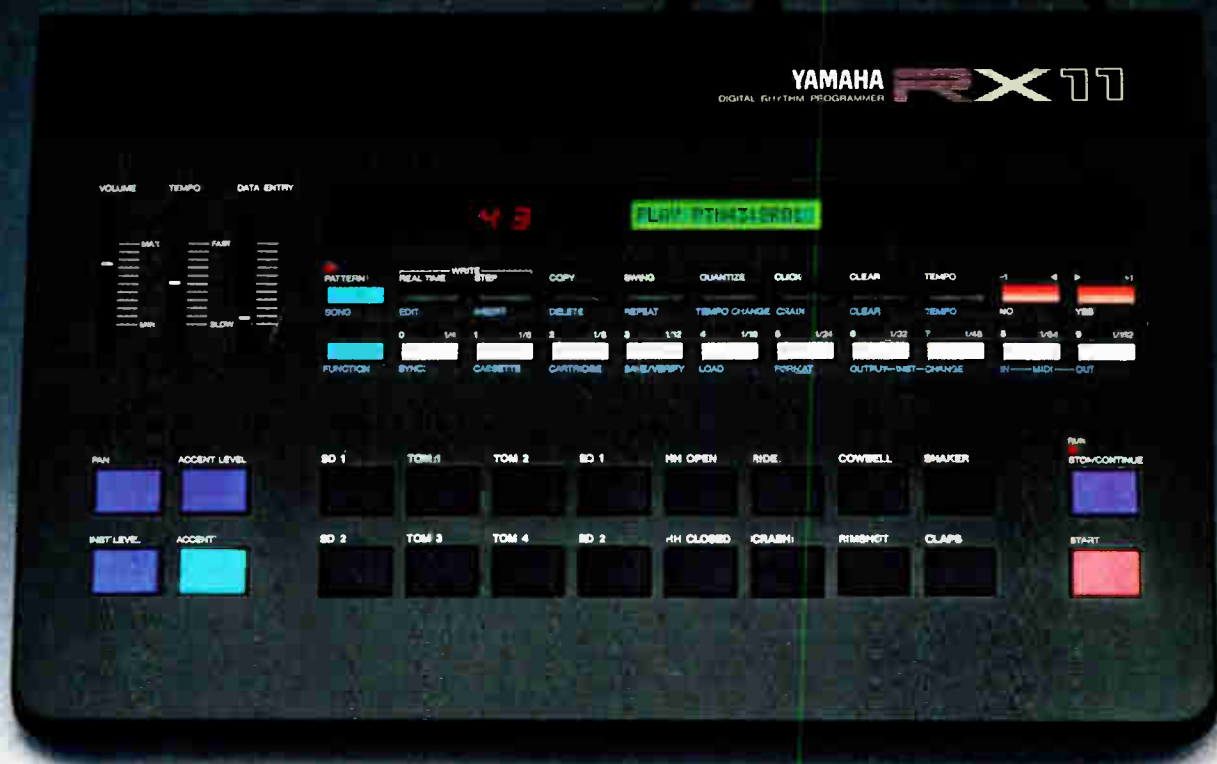 YAMAHA RX11
DIGITAL RHYTHM PROGRAMMER
VOLUME TEMPO DATA ENTRY
43
MAX FAST
MIN SLOW
PATTERN REAL TIME WRITE STEP COPY SWING QUANTIZE CLICK CLEAR TEMPO -1 +1
SONG EDIT INSERT DELETE REPEAT TEMPO CHANGE CHAIN CLEAR TEMPO NO YES
0 1/4 1 1/6 2 1/8 3 1/12 4 1/16 5 1/24 6 1/32 7 1/48 8 1/64 9 1/192
FUNCTION SYNC. CASSETTE CARTRIDGE SAVE/VERIFY LOAD FORMAT OUTPUT—INST—CHANGE IN—MIDI—OUT
RUN
PAN ACCENT LEVEL SD 1 TOM 1 TOM 2 BD 1 HH OPEN RIDE COWBELL SHAKER STOP/CONTINUE
INST LEVEL ACCENT SD 2 TOM 3 TOM 4 BD 2 HH CLOSED CRASH RIMSHOT CLAPS START